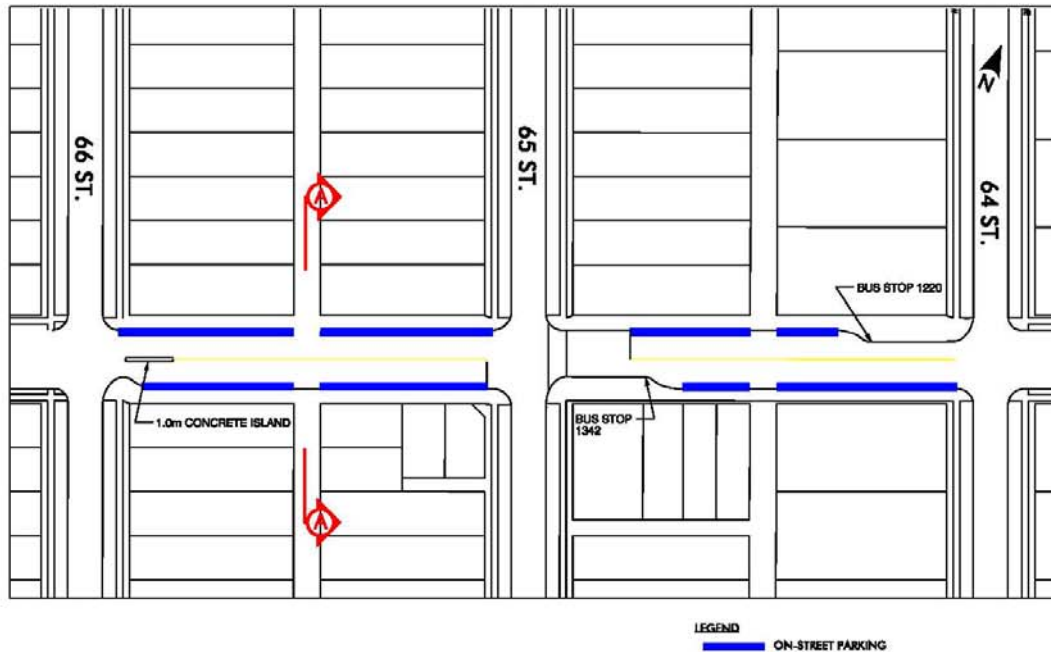 66 ST.
65 ST.
64 ST.
N
A
BUS STOP 1220
1.0m CONCRETE ISLAND
BUS STOP
1342
A
LEGEND
ON-STREET PARKING